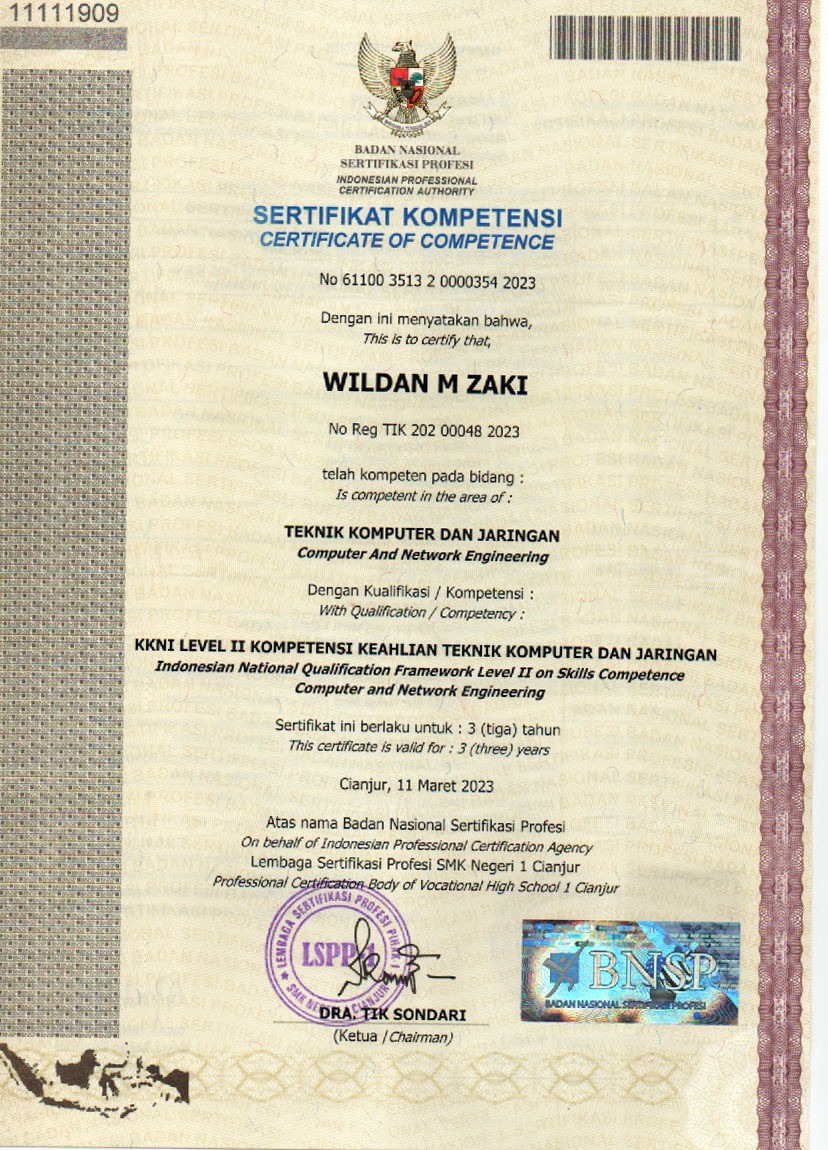 11111909
BADAN NASIONAL
SERTIFIKASI PROFESI
INDONESIAN PROFESSIONAL
CERTIFICATION AUTHORITY
SERTIFIKAT KOMPETENSI
CERTIFICATE OF COMPETENCE
No 61100 3513 2 0000354 2023
Dengan ini menyatakan bahwa,
This is to certify that,
WILDAN M ZAKI
No Reg TIK 202 00048 2023
telah kompeten pada bidang :
Is competent in the area of :
TEKNIK KOMPUTER DAN JARINGAN
Computer And Network Engineering
Dengan Kualifikasi / Kompetensi :
With Qualification / Competency :
KKNI LEVEL II KOMPETENSI KEAHLIAN TEKNIK KOMPUTER DAN JARINGAN
Indonesian National Qualification Framework Level II on Skills Competence
Computer and Network Engineering
Sertifikat ini berlaku untuk : 3 (tiga) tahun
This certificate is valid for : 3 (three) years
Cianjur, 11 Maret 2023
Atas nama Badan Nasional Sertifikasi Profesi
On behalf of Indonesian Professional Certification Agency
Lembaga Sertifikasi Profesi SMK Negeri 1 Cianjur
Professional Certification Body of Vocational High School 1 Cianjur
LEMBAGA SERTIFIKASI PROFESI PIHAK 1
LSPP 1
SMK CIANJUR
BNSP
BADAN NASIONAL SERTIFIKASI PROFESI
DRA. TIK SONDARI
(Ketua / Chairman)